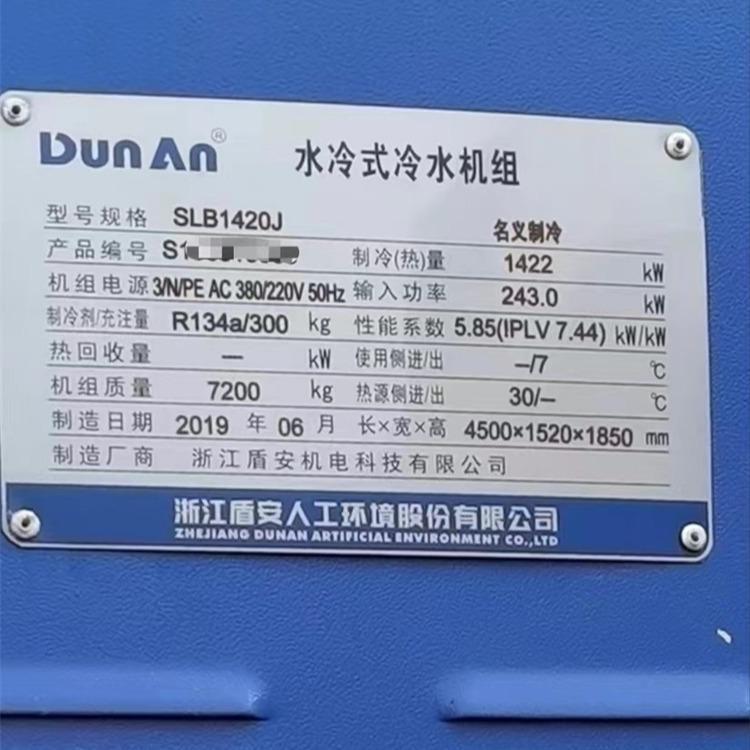 Dun An® 水冷式冷水机组
型号规格 SLB1420J 名义制冷
产品编号 制冷(热)量 1422 kW
机组电源 3/N/PE AC 380/220V 50Hz 输入功率 243.0 kW
制冷剂/充注量 R134a/300 kg 性能系数 5.85(IPLV 7.44) kW/kW
热回收量 — kW 使用侧进/出 —/7 ℃
机组质量 7200 kg 热源侧进/出 30/— ℃
制造日期 2019 年 06 月 长×宽×高 4500×1520×1850 mm
制造厂商 浙江盾安机电科技有限公司
浙江盾安人工环境股份有限公司
ZHEJIANG DUNAN ARTIFICIAL ENVIRONMENT CO.,LTD